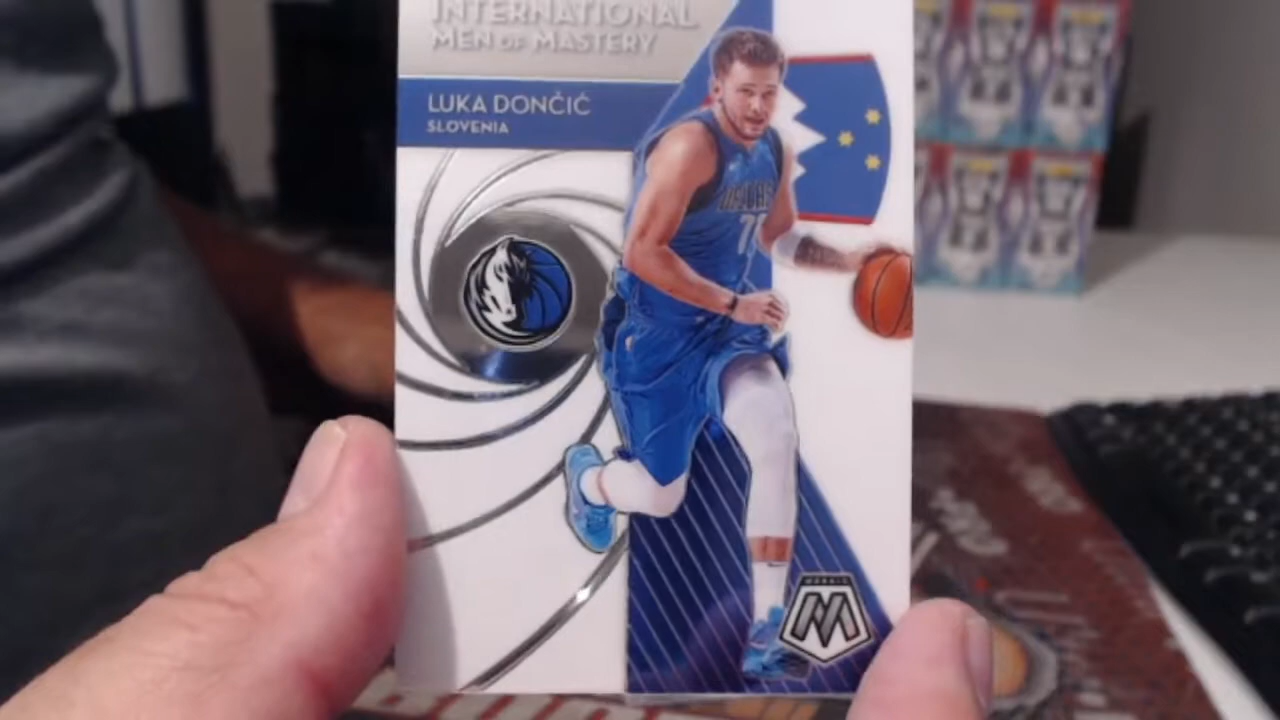 INTERNATIONAL
MEN OF MASTERY
LUKA DONČIĆ
SLOVENIA
MOSAIC